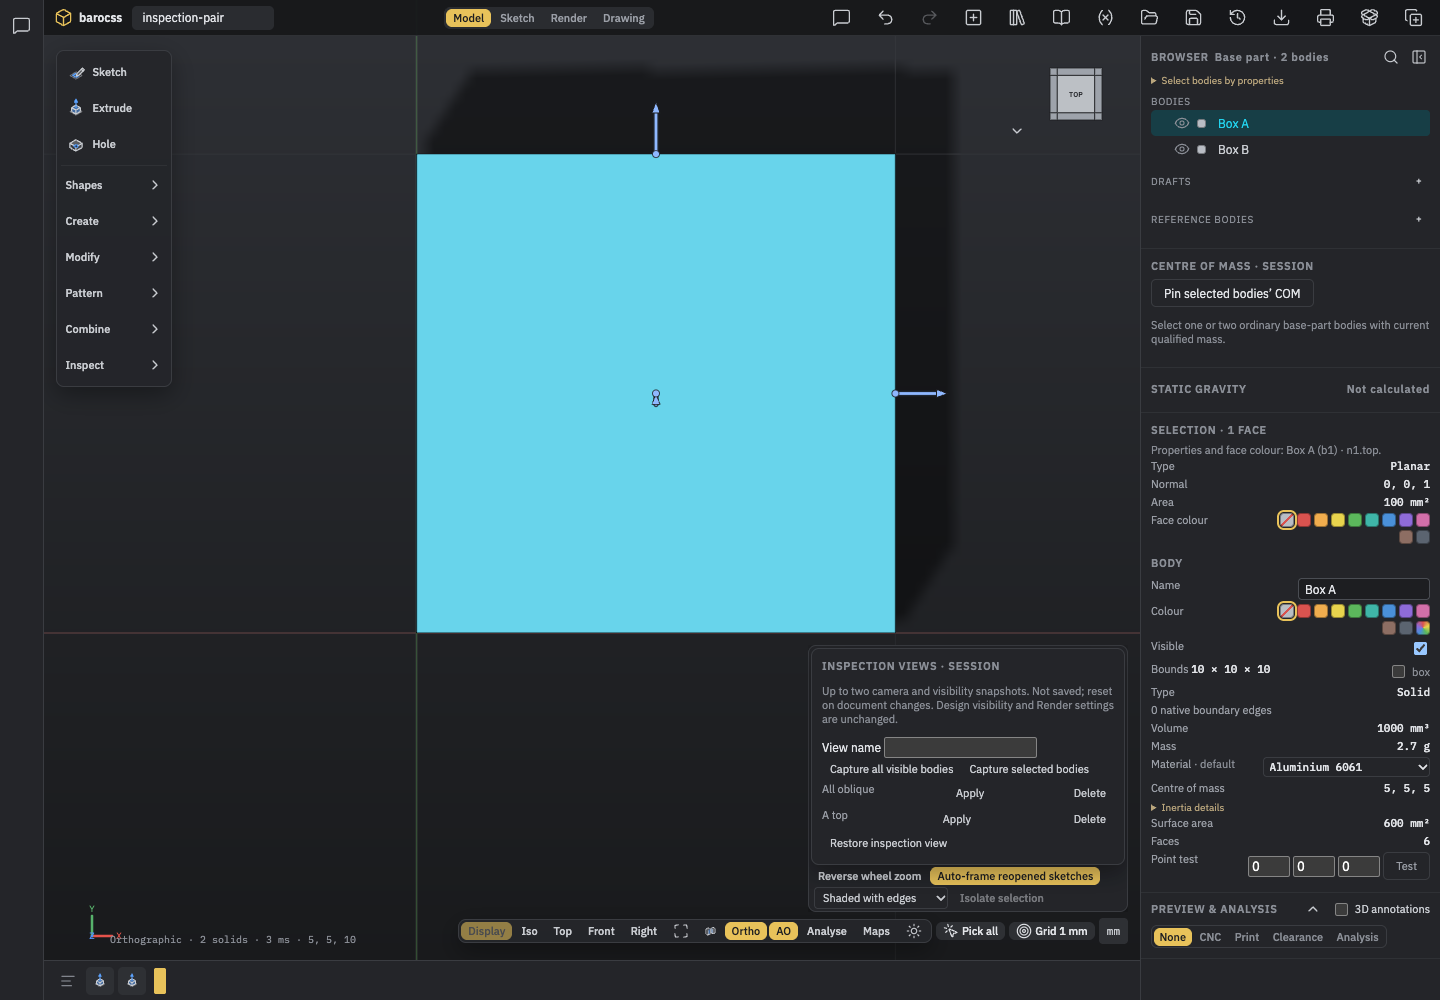 barocss
inspection-pair
Model Sketch Render Drawing
Sketch
Extrude
Hole
Shapes
Create
Modify
Pattern
Combine
Inspect
TOP
BROWSER Base part · 2 bodies
Select bodies by properties
BODIES
Box A
Box B
DRAFTS +
REFERENCE BODIES +
CENTRE OF MASS · SESSION
Pin selected bodies’ COM
Select one or two ordinary base-part bodies with current
qualified mass.
STATIC GRAVITY Not calculated
SELECTION · 1 FACE
Properties and face colour: Box A (b1) · n1.top.
Type Planar
Normal 0, 0, 1
Area 100 mm²
Face colour
BODY
Name Box A
Colour
Visible
Bounds 10 × 10 × 10 box
Type Solid
0 native boundary edges
Volume 1000 mm³
Mass 2.7 g
Material · default Aluminium 6061
Centre of mass 5, 5, 5
Inertia details
Surface area 600 mm²
Faces 6
Point test 0 0 0 Test
PREVIEW & ANALYSIS 3D annotations
None CNC Print Clearance Analysis
INSPECTION VIEWS · SESSION
Up to two camera and visibility snapshots. Not saved; reset
on document changes. Design visibility and Render settings
are unchanged.
View name
Capture all visible bodies Capture selected bodies
All oblique Apply Delete
A top Apply Delete
Restore inspection view
Reverse wheel zoom Auto-frame reopened sketches
Shaded with edges Isolate selection
Display Iso Top Front Right Ortho AO Analyse Maps Pick all Grid 1 mm mm
Y
Z X
Orthographic · 2 solids · 3 ms · 5, 5, 10